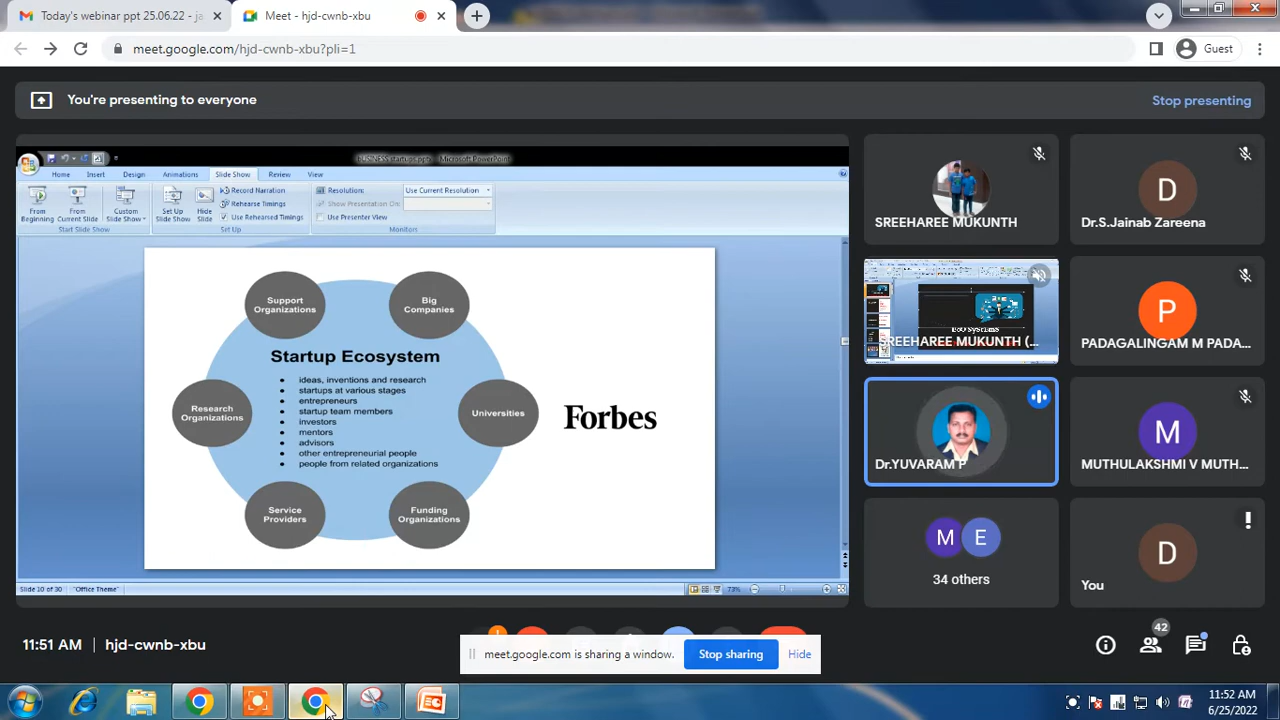 Today's webinar ppt 25.06.22 - ja
Meet - hjd-cwnb-xbu
meet.google.com/hjd-cwnb-xbu?pli=1
Guest
You're presenting to everyone
Stop presenting
BUSINESS startups.pptx - Microsoft PowerPoint
Home Insert Design Animations Slide Show Review View
From Beginning
From Current Slide
Custom Slide Show
Start Slide Show
Set Up Slide Show
Hide Slide
Record Narration
Rehearse Timings
Use Rehearsed Timings
Set Up
Resolution:
Use Current Resolution
Show Presentation On:
Use Presenter View
Monitors
Support
Organizations
Big
Companies
Startup Ecosystem
• ideas, inventions and research
• startups at various stages
• entrepreneurs
• startup team members
• investors
• mentors
• advisors
• other entrepreneurial people
• people from related organizations
Research
Organizations
Universities
Forbes
Service
Providers
Funding
Organizations
Slide 10 of 30
"Office Theme"
73%
SREEHAREE MUKUNTH
D
Dr.S.Jainab Zareena
SREEHAREE MUKUNTH (...
P
PADAGALINGAM M PADA...
Dr.YUVARAM P
M
MUTHULAKSHMI V MUTH...
M E
34 others
D
You
11:51 AM
hjd-cwnb-xbu
meet.google.com is sharing a window.
Stop sharing
Hide
42
11:52 AM
6/25/2022